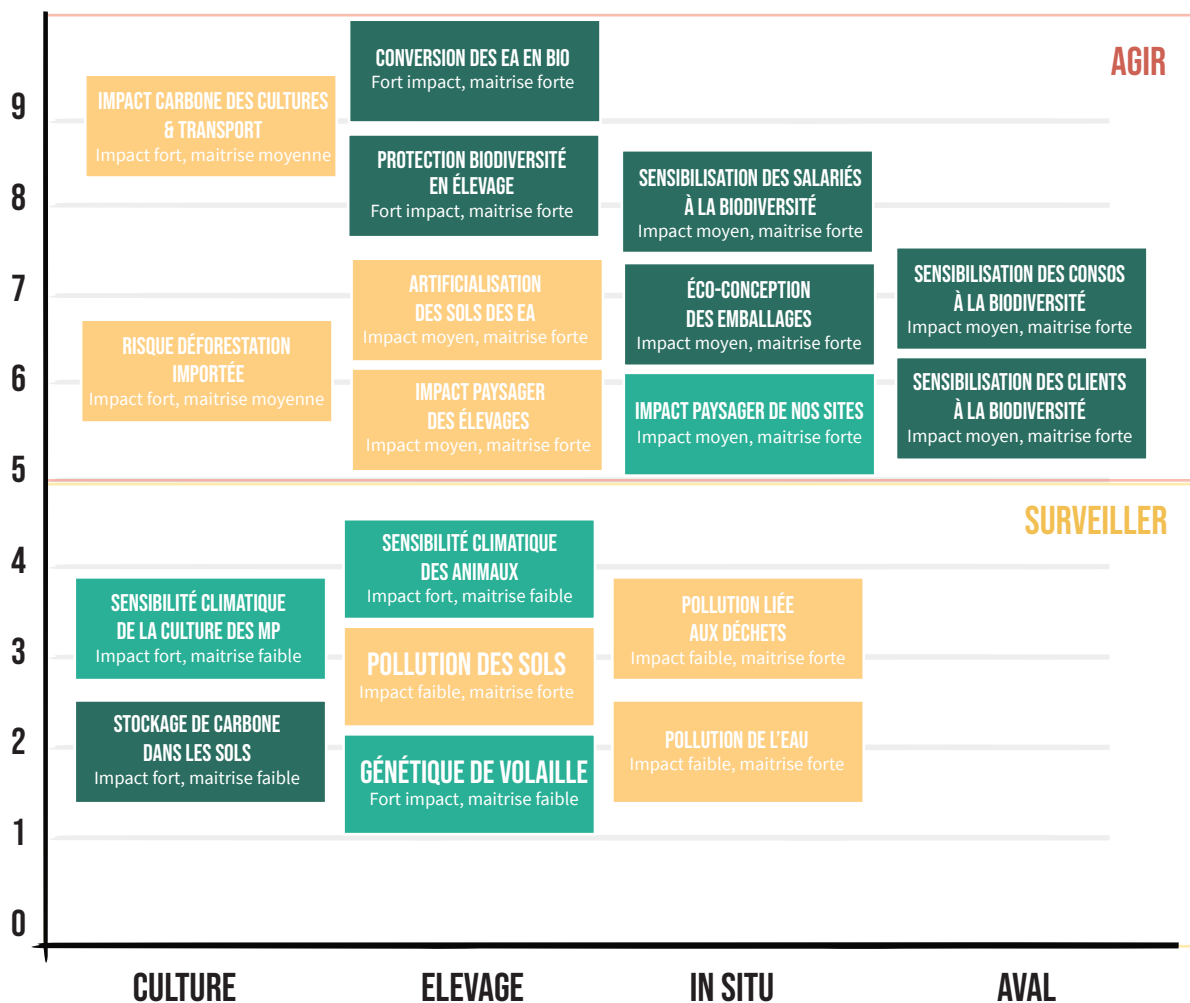 AGIR
9
8
7
6
5
4
3
2
1
0
IMPACT CARBONE DES CULTURES
& TRANSPORT
Impact fort, maitrise moyenne
RISQUE DÉFORESTATION
IMPORTÉE
Impact fort, maitrise moyenne
CONVERSION DES EA EN BIO
Fort impact, maitrise forte
PROTECTION BIODIVERSITÉ
EN ÉLEVAGE
Fort impact, maitrise forte
ARTIFICIALISATION
DES SOLS DES EA
Impact moyen, maitrise forte
IMPACT PAYSAGER
DES ÉLEVAGES
Impact moyen, maitrise forte
SENSIBILISATION DES SALARIÉS
À LA BIODIVERSITÉ
Impact moyen, maitrise forte
ÉCO-CONCEPTION
DES EMBALLAGES
Impact moyen, maitrise forte
IMPACT PAYSAGER DE NOS SITES
Impact moyen, maitrise forte
SENSIBILISATION DES CONSOS
À LA BIODIVERSITÉ
Impact moyen, maitrise forte
SENSIBILISATION DES CLIENTS
À LA BIODIVERSITÉ
Impact moyen, maitrise forte
SURVEILLER
SENSIBILITÉ CLIMATIQUE
DE LA CULTURE DES MP
Impact fort, maitrise faible
STOCKAGE DE CARBONE
DANS LES SOLS
Impact fort, maitrise faible
SENSIBILITÉ CLIMATIQUE
DES ANIMAUX
Impact fort, maitrise faible
POLLUTION DES SOLS
Impact faible, maitrise forte
GÉNÉTIQUE DE VOLAILLE
Fort impact, maitrise faible
POLLUTION LIÉE
AUX DÉCHETS
Impact faible, maitrise forte
POLLUTION DE L'EAU
Impact faible, maitrise forte
CULTURE
ELEVAGE
IN SITU
AVAL